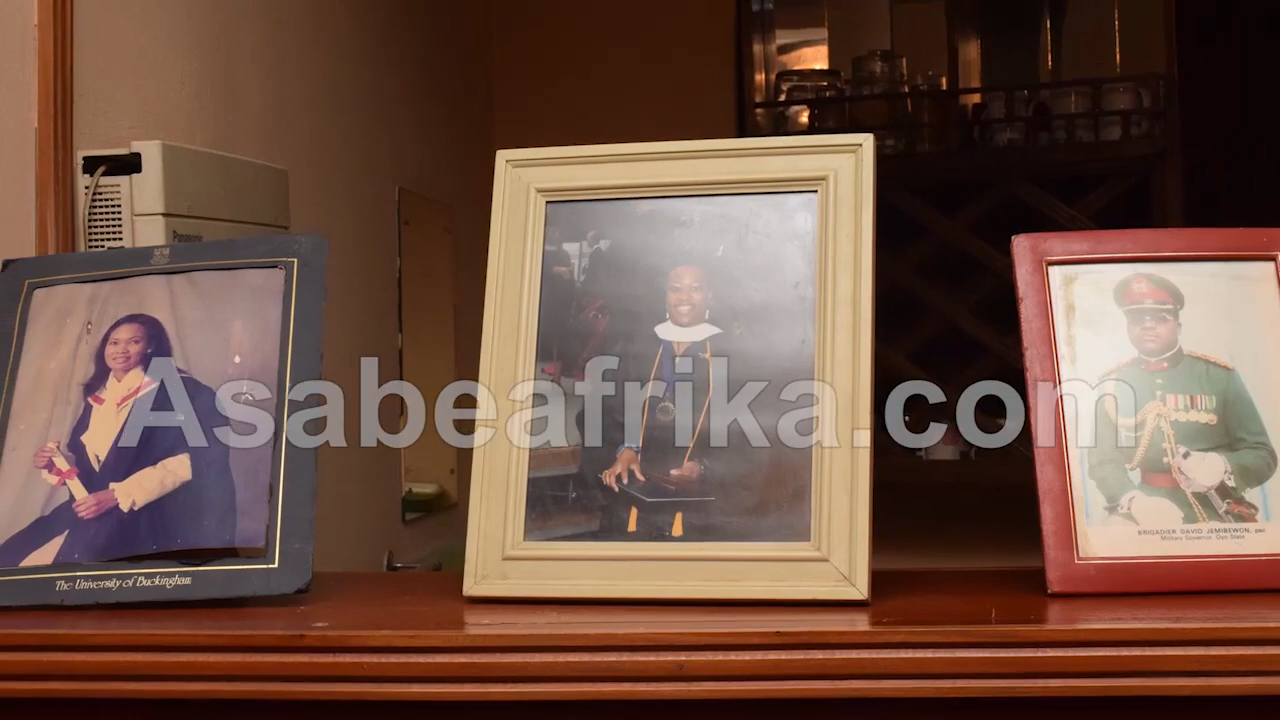 Panasonic
Asabeafrika.com
The University of Buckingham
BRIGADIER DAVID JEMIBEWON, psc
Military Governor Oyo State